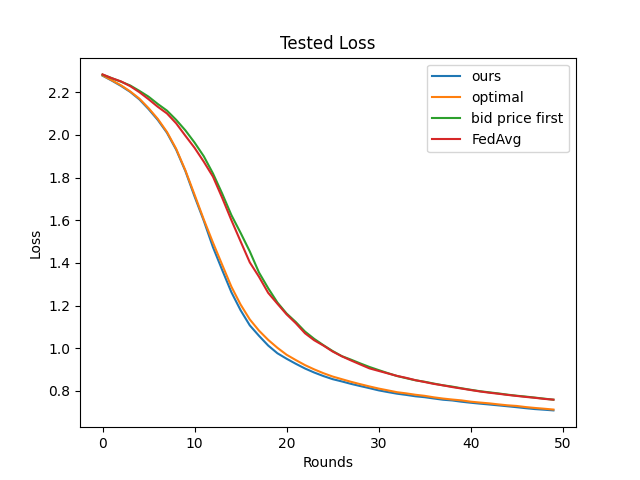 Tested Loss
ours
optimal
bid price first
FedAvg
2.2
2.0
1.8
1.6
1.4
1.2
1.0
0.8
Loss
0 10 20 30 40 50
Rounds